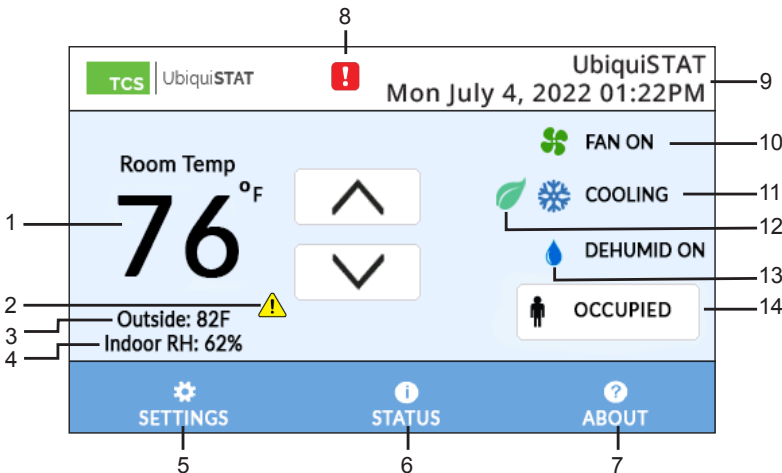 8
TCS UbiquiSTAT
UbiquiSTAT
Mon July 4, 2022 01:22PM
9
Room Temp
76°F
1
2
Outside: 82F
3
Indoor RH: 62%
4
FAN ON
10
COOLING
11
12
DEHUMID ON
13
OCCUPIED
14
SETTINGS
STATUS
ABOUT
5
6
7